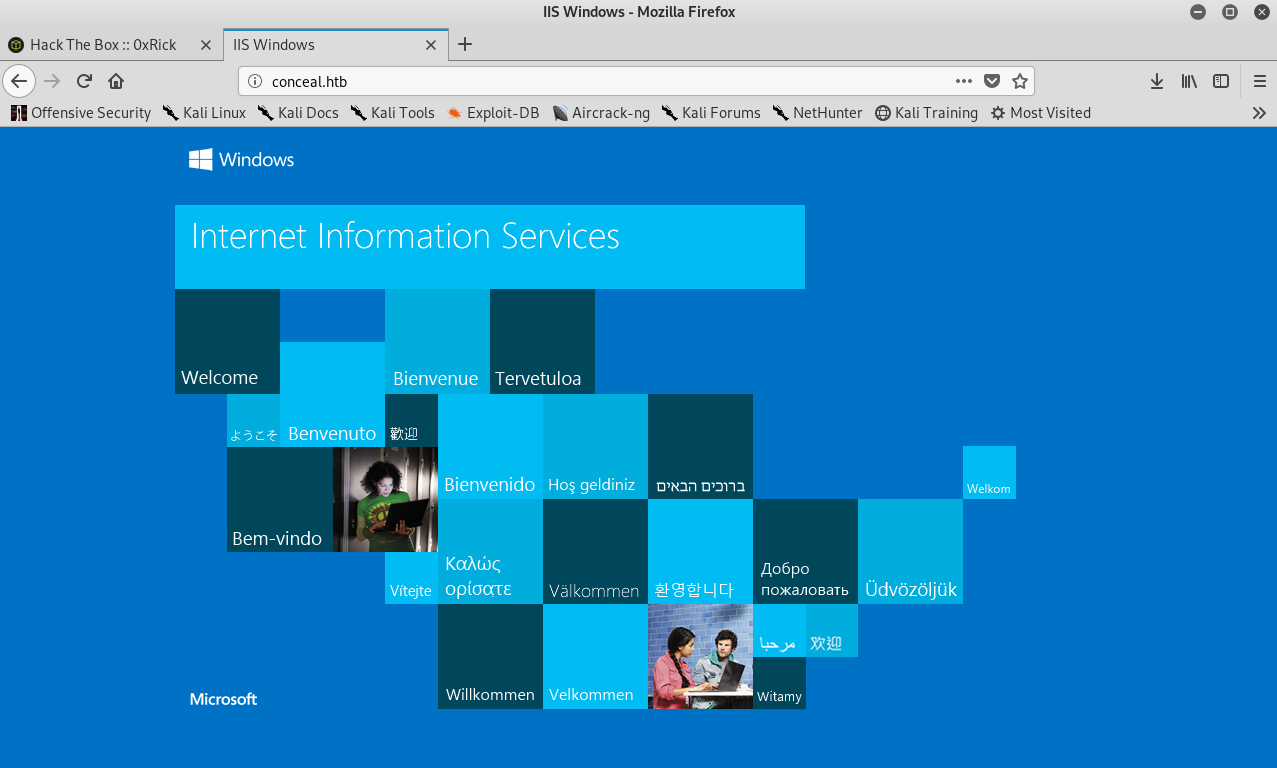 IIS Windows - Mozilla Firefox
Hack The Box :: 0xRick
IIS Windows
conceal.htb
Offensive Security
Kali Linux
Kali Docs
Kali Tools
Exploit-DB
Aircrack-ng
Kali Forums
NetHunter
Kali Training
Most Visited
Windows
Internet Information Services
Welcome
Bienvenue
Tervetuloa
ようこそ
Benvenuto
歡迎
Bienvenido
Hoş geldiniz
ברוכים הבאים
Welkom
Bem-vindo
Vítejte
Καλώς
ορίσατε
Välkommen
환영합니다
Добро
пожаловать
Üdvözöljük
مرحبا
欢迎
Willkommen
Velkommen
Witamy
Microsoft